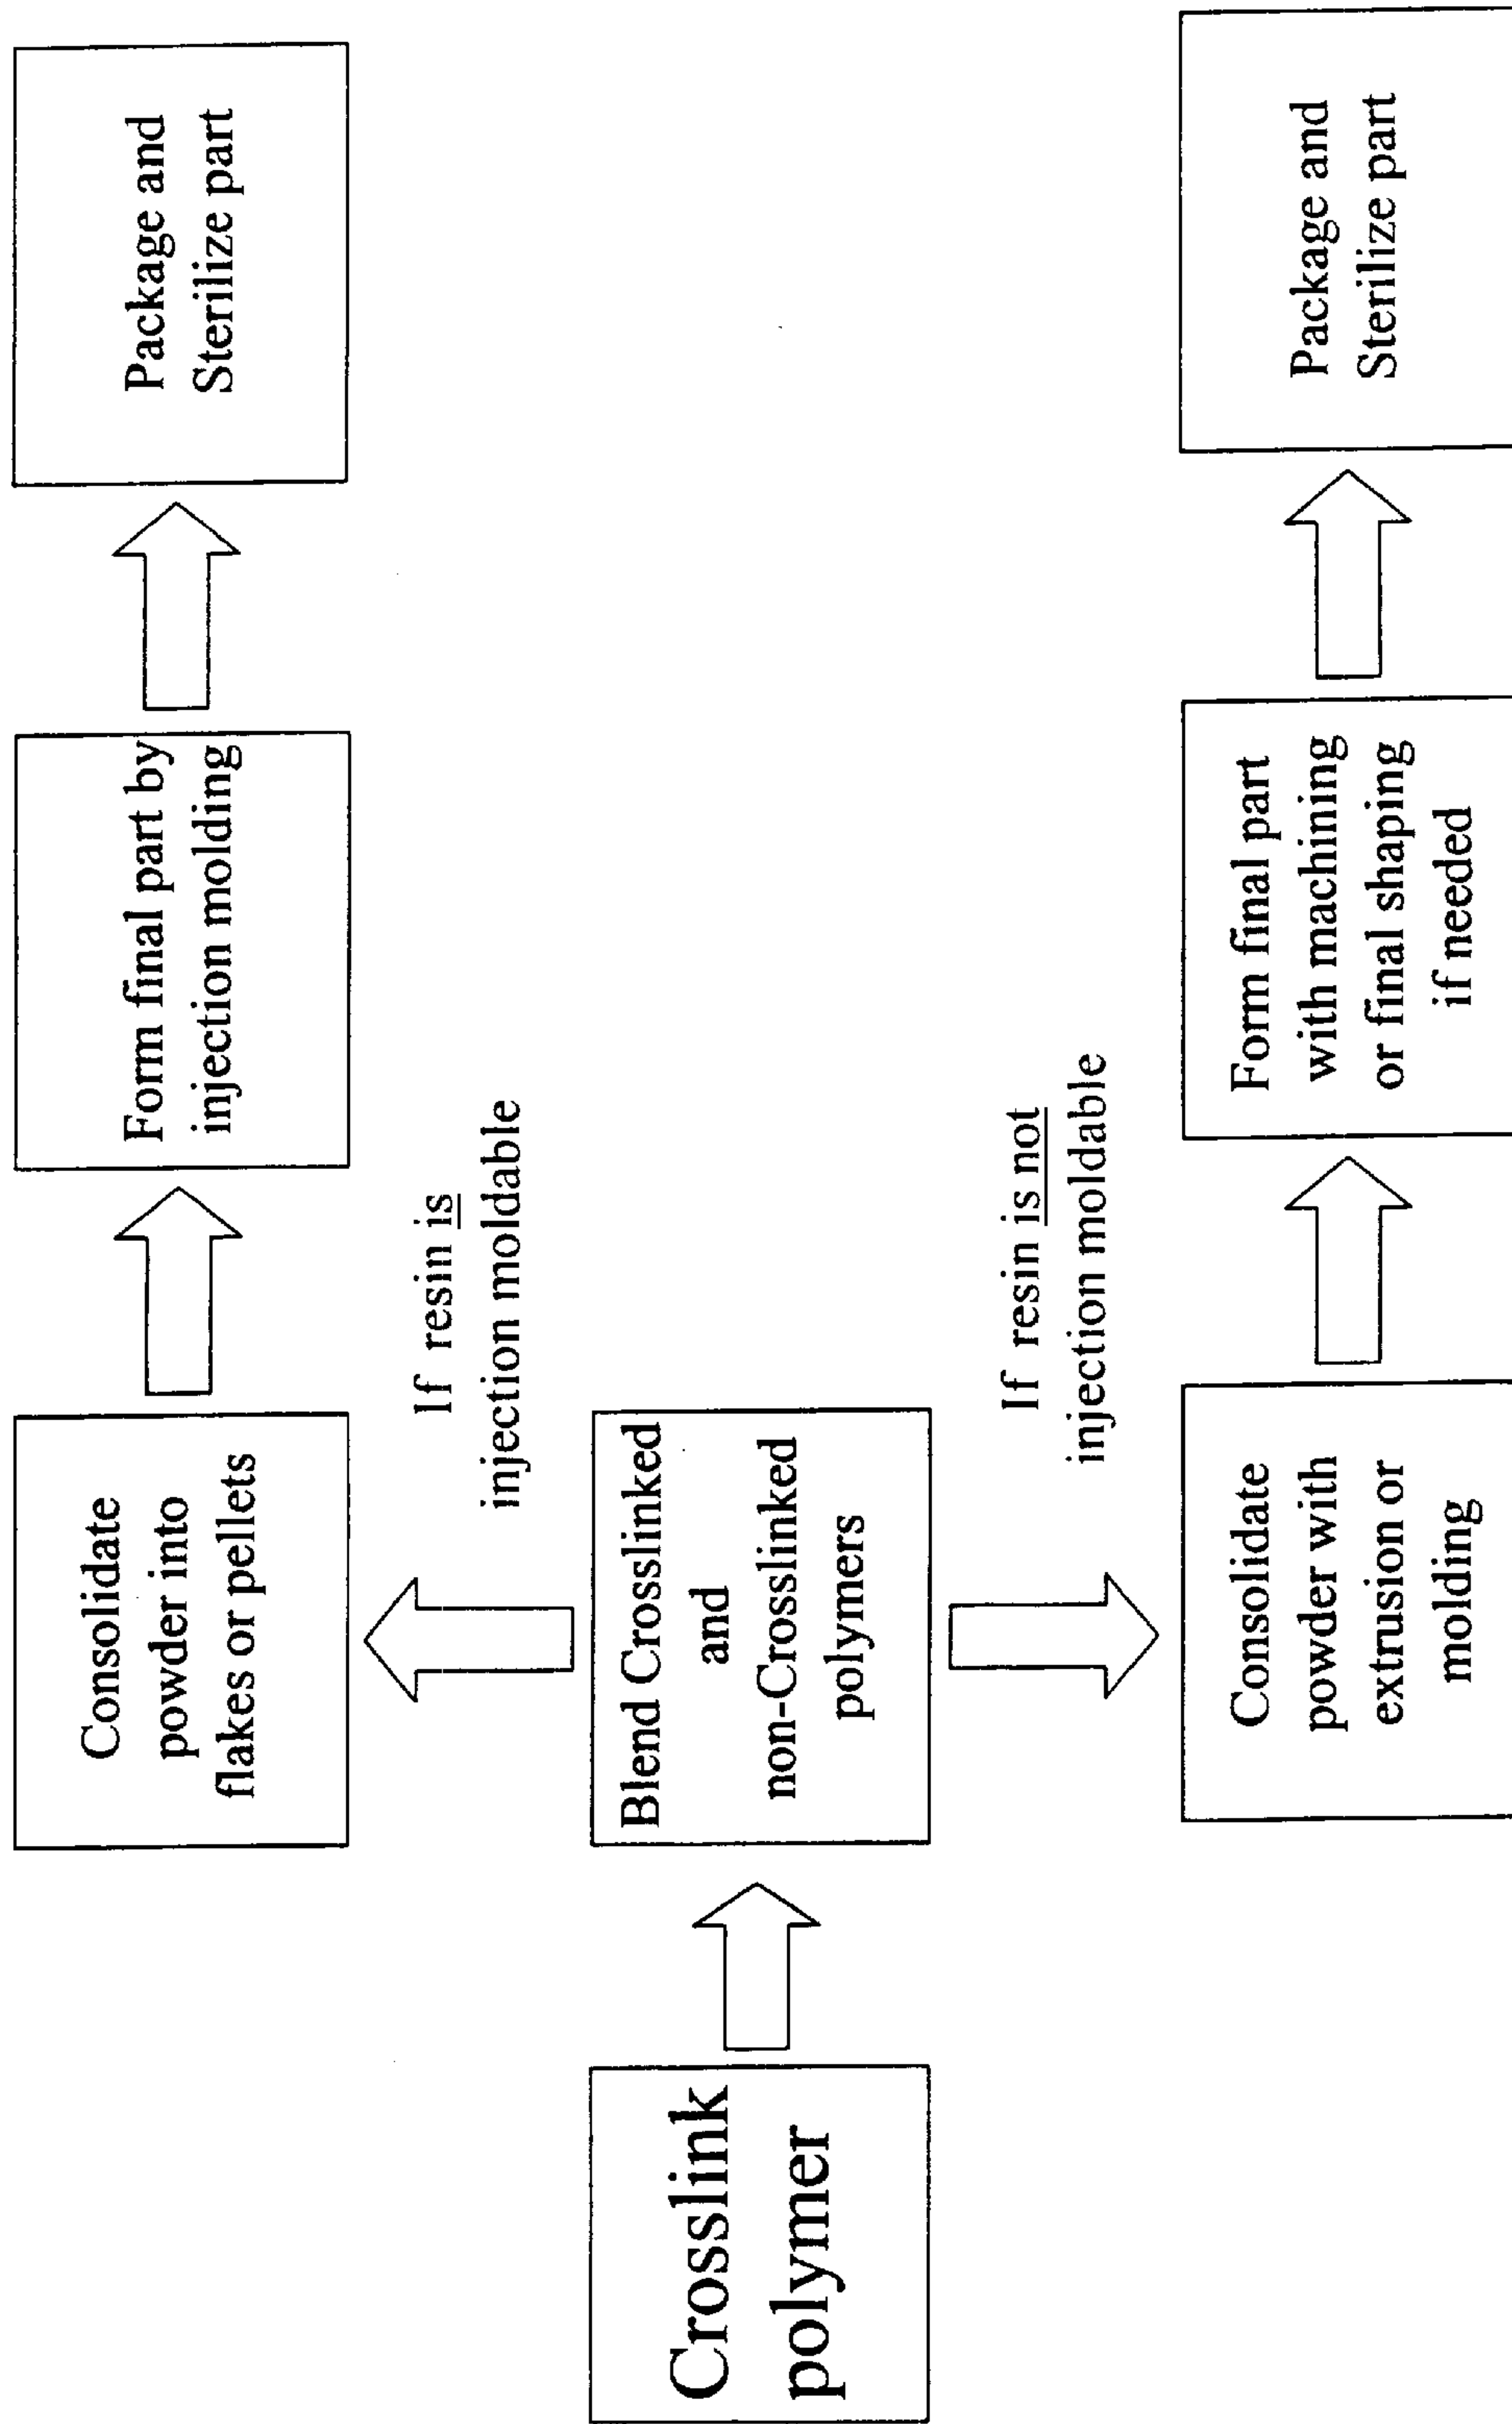 Crosslink
polymer
Blend Crosslinked
and
non-Crosslinked
polymers
If resin is
injection moldable
Consolidate
powder into
flakes or pellets
Form final part by
injection molding
Package and
Sterilize part
If resin is not
injection moldable
Consolidate
powder with
extrusion or
molding
Form final part
with machining
or final shaping
if needed
Package and
Sterilize part